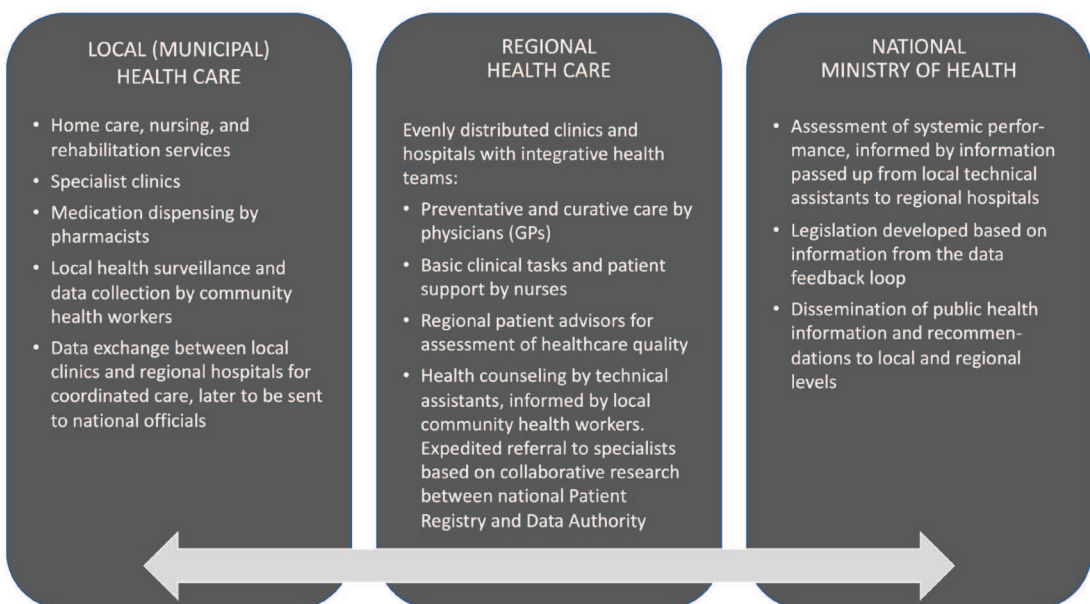 LOCAL (MUNICIPAL)
HEALTH CARE
• Home care, nursing, and
rehabilitation services
• Specialist clinics
• Medication dispensing by
pharmacists
• Local health surveillance and
data collection by community
health workers
• Data exchange between local
clinics and regional hospitals for
coordinated care, later to be sent
to national officials
REGIONAL
HEALTH CARE
Evenly distributed clinics and
hospitals with integrative health
teams:
• Preventative and curative care by
physicians (GPs)
• Basic clinical tasks and patient
support by nurses
• Regional patient advisors for
assessment of healthcare quality
• Health counseling by technical
assistants, informed by local
community health workers.
Expedited referral to specialists
based on collaborative research
between national Patient
Registry and Data Authority
NATIONAL
MINISTRY OF HEALTH
• Assessment of systemic perfor-
mance, informed by information
passed up from local technical
assistants to regional hospitals
• Legislation developed based on
information from the data
feedback loop
• Dissemination of public health
information and recommen-
dations to local and regional
levels